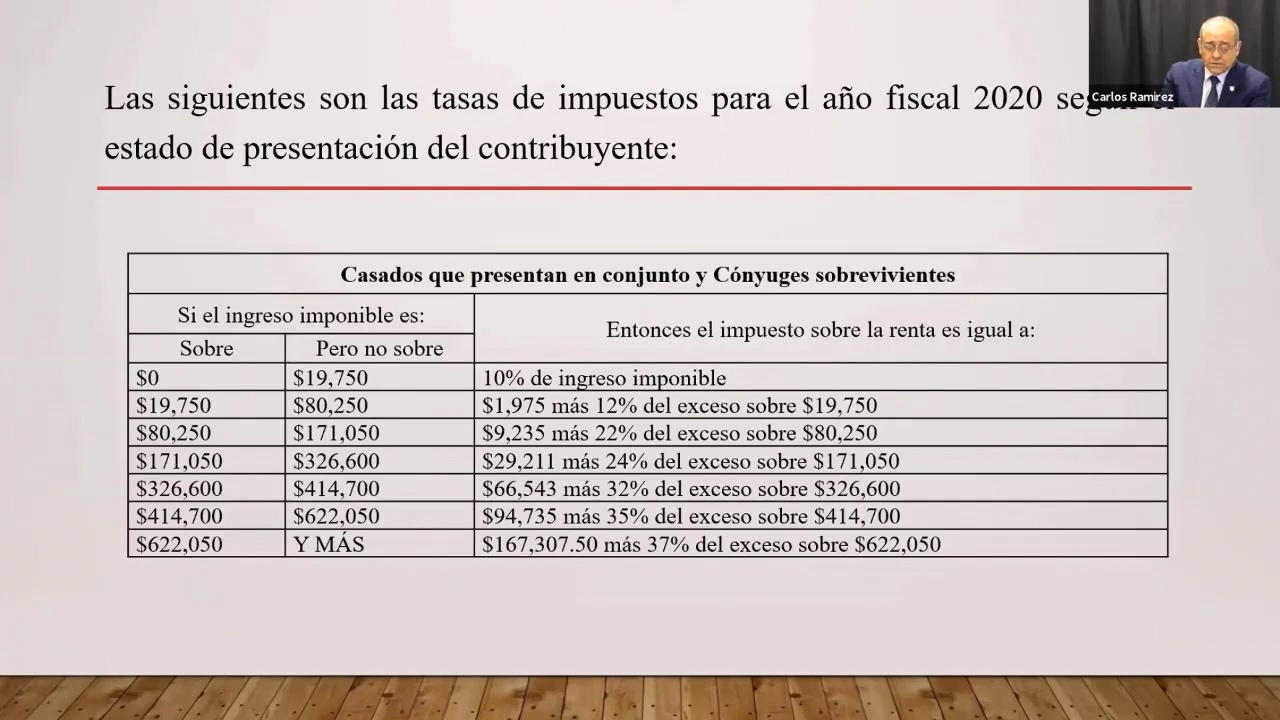 Carlos Ramirez
Las siguientes son las tasas de impuestos para el año fiscal 2020
estado de presentación del contribuyente:
Casados que presentan en conjunto y Cónyuges sobrevivientes
Si el ingreso imponible es:
Entonces el impuesto sobre la renta es igual a:
Sobre Pero no sobre
$0 $19,750 10% de ingreso imponible
$19,750 $80,250 $1,975 más 12% del exceso sobre $19,750
$80,250 $171,050 $9,235 más 22% del exceso sobre $80,250
$171,050 $326,600 $29,211 más 24% del exceso sobre $171,050
$326,600 $414,700 $66,543 más 32% del exceso sobre $326,600
$414,700 $622,050 $94,735 más 35% del exceso sobre $414,700
$622,050 Y MÁS $167,307.50 más 37% del exceso sobre $622,050